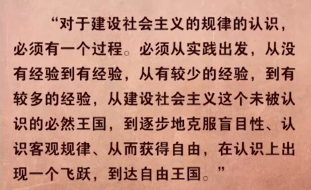 “对于建设社会主义的规律的认识，
必须有一个过程。必须从实践出发，从没
有经验到有经验，从有较少的经验，到有
较多的经验，从建设社会主义这个未被认
识的必然王国，到逐步地克服盲目性、认
识客观规律、从而获得自由，在认识上出
现一个飞跃，到达自由王国。”